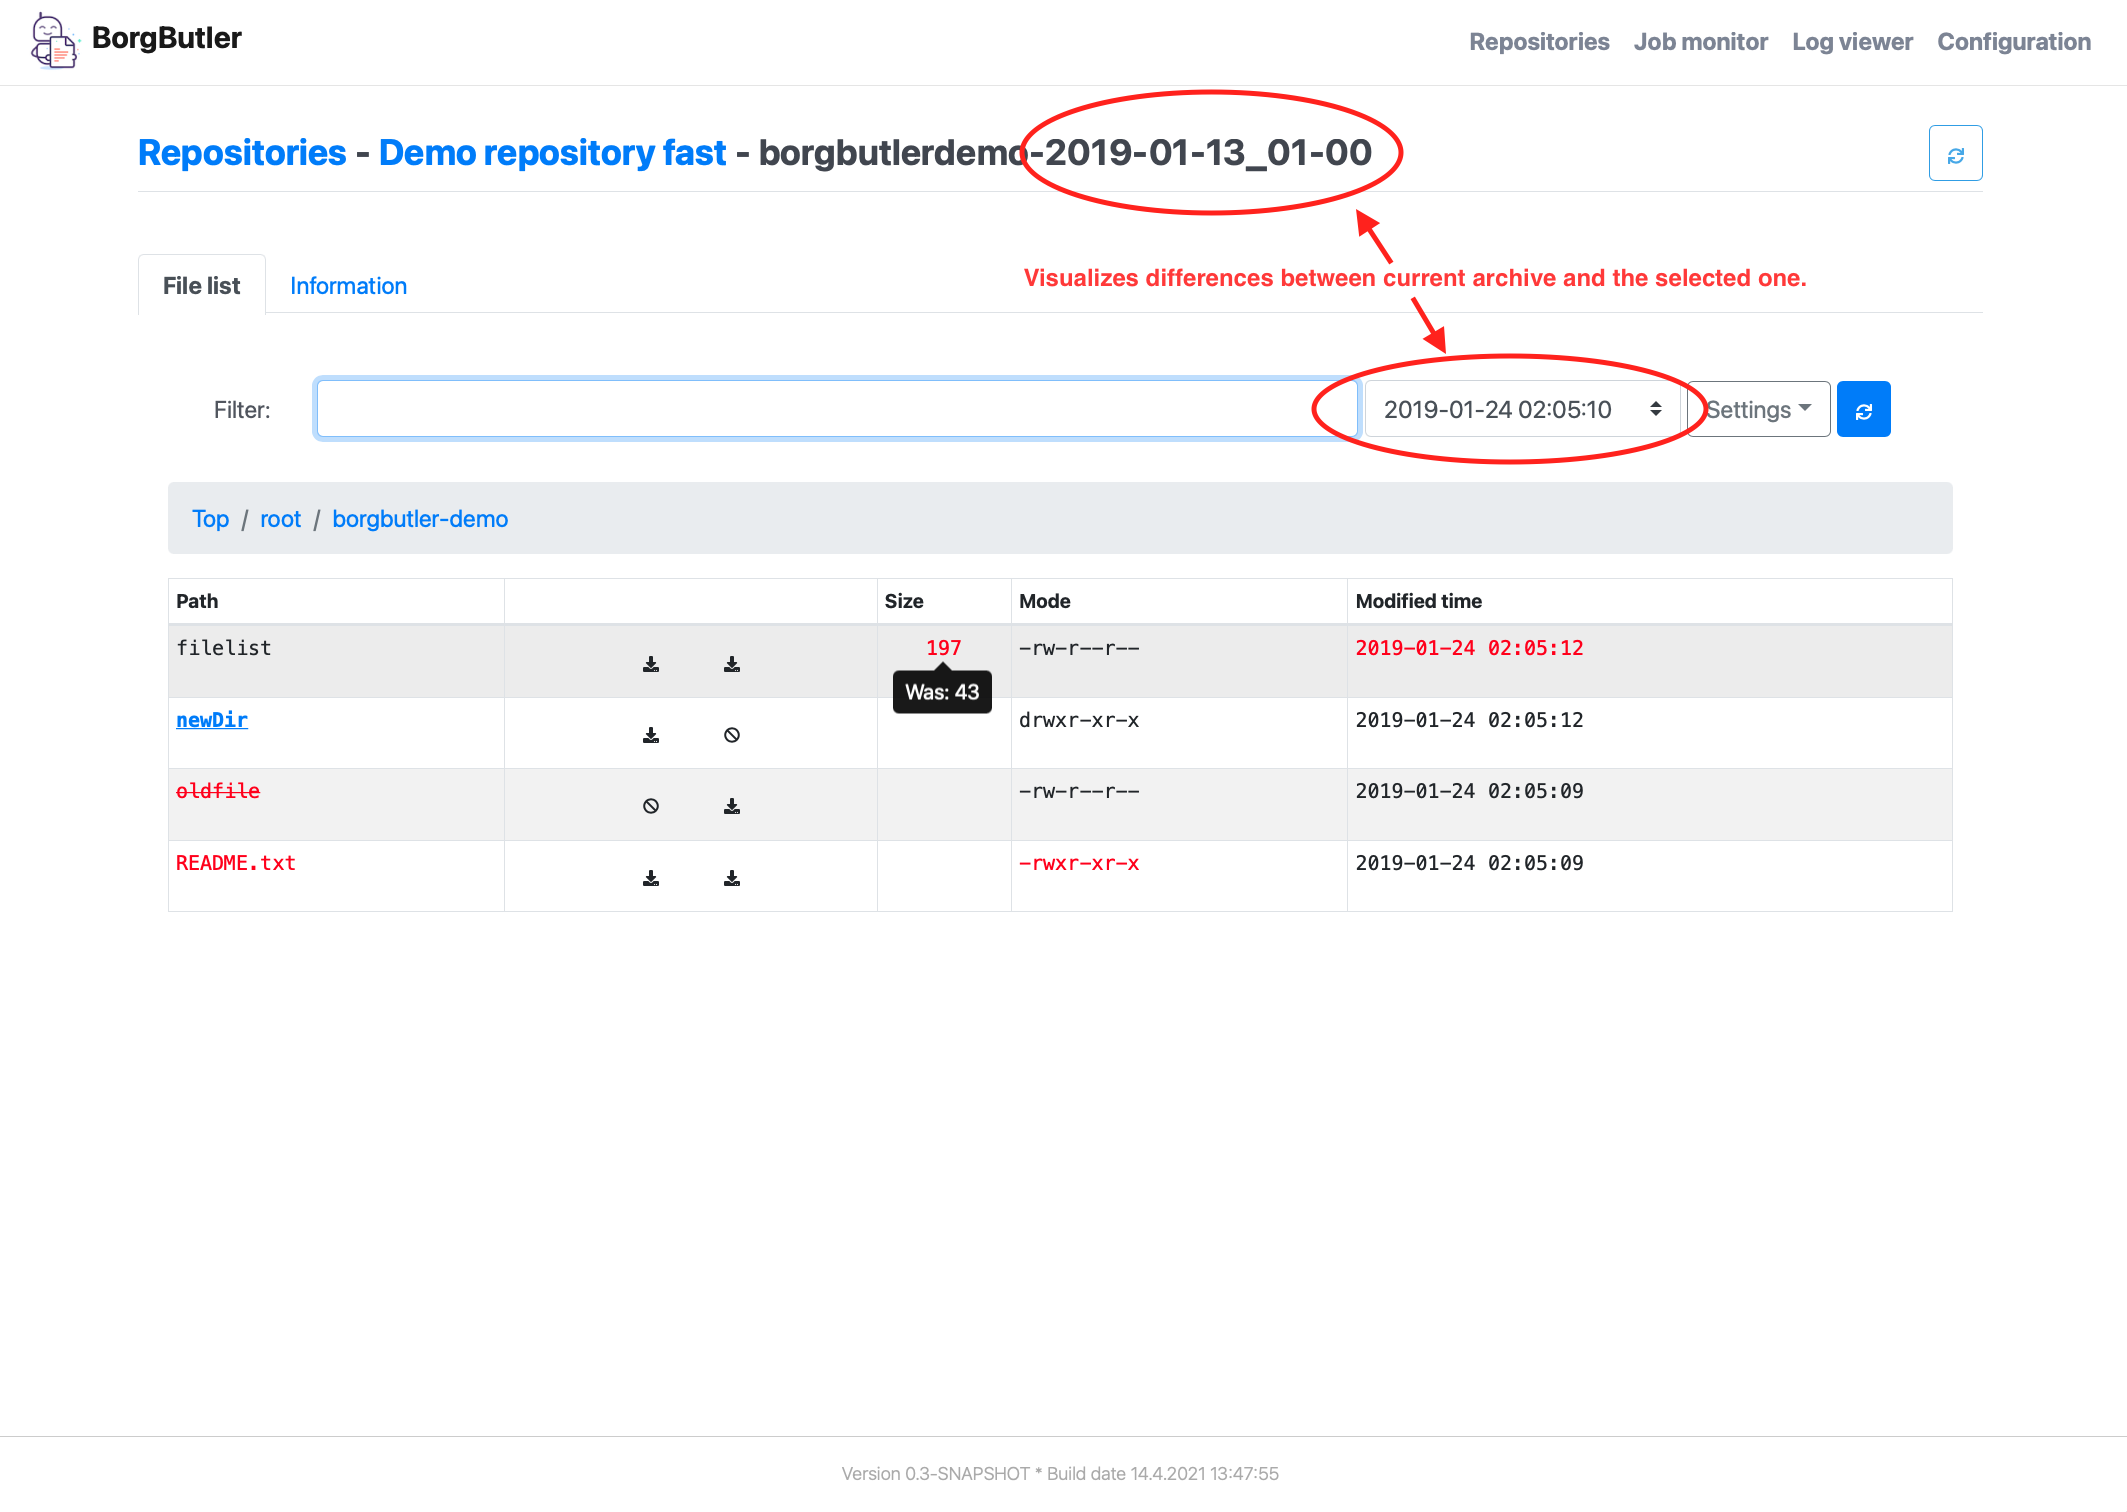 BorgButler
Repositories Job monitor Log viewer Configuration
Repositories - Demo repository fast - borgbutlerdemo-2019-01-13_01-00
File list Information
Visualizes differences between current archive and the selected one.
Filter: 2019-01-24 02:05:10 Settings
Top / root / borgbutler-demo
Path Size Mode Modified time
filelist 197 -rw-r--r-- 2019-01-24 02:05:12
Was: 43
newDir drwxr-xr-x 2019-01-24 02:05:12
oldfile -rw-r--r-- 2019-01-24 02:05:09
README.txt -rwxr-xr-x 2019-01-24 02:05:09
Version 0.3-SNAPSHOT * Build date 14.4.2021 13:47:55